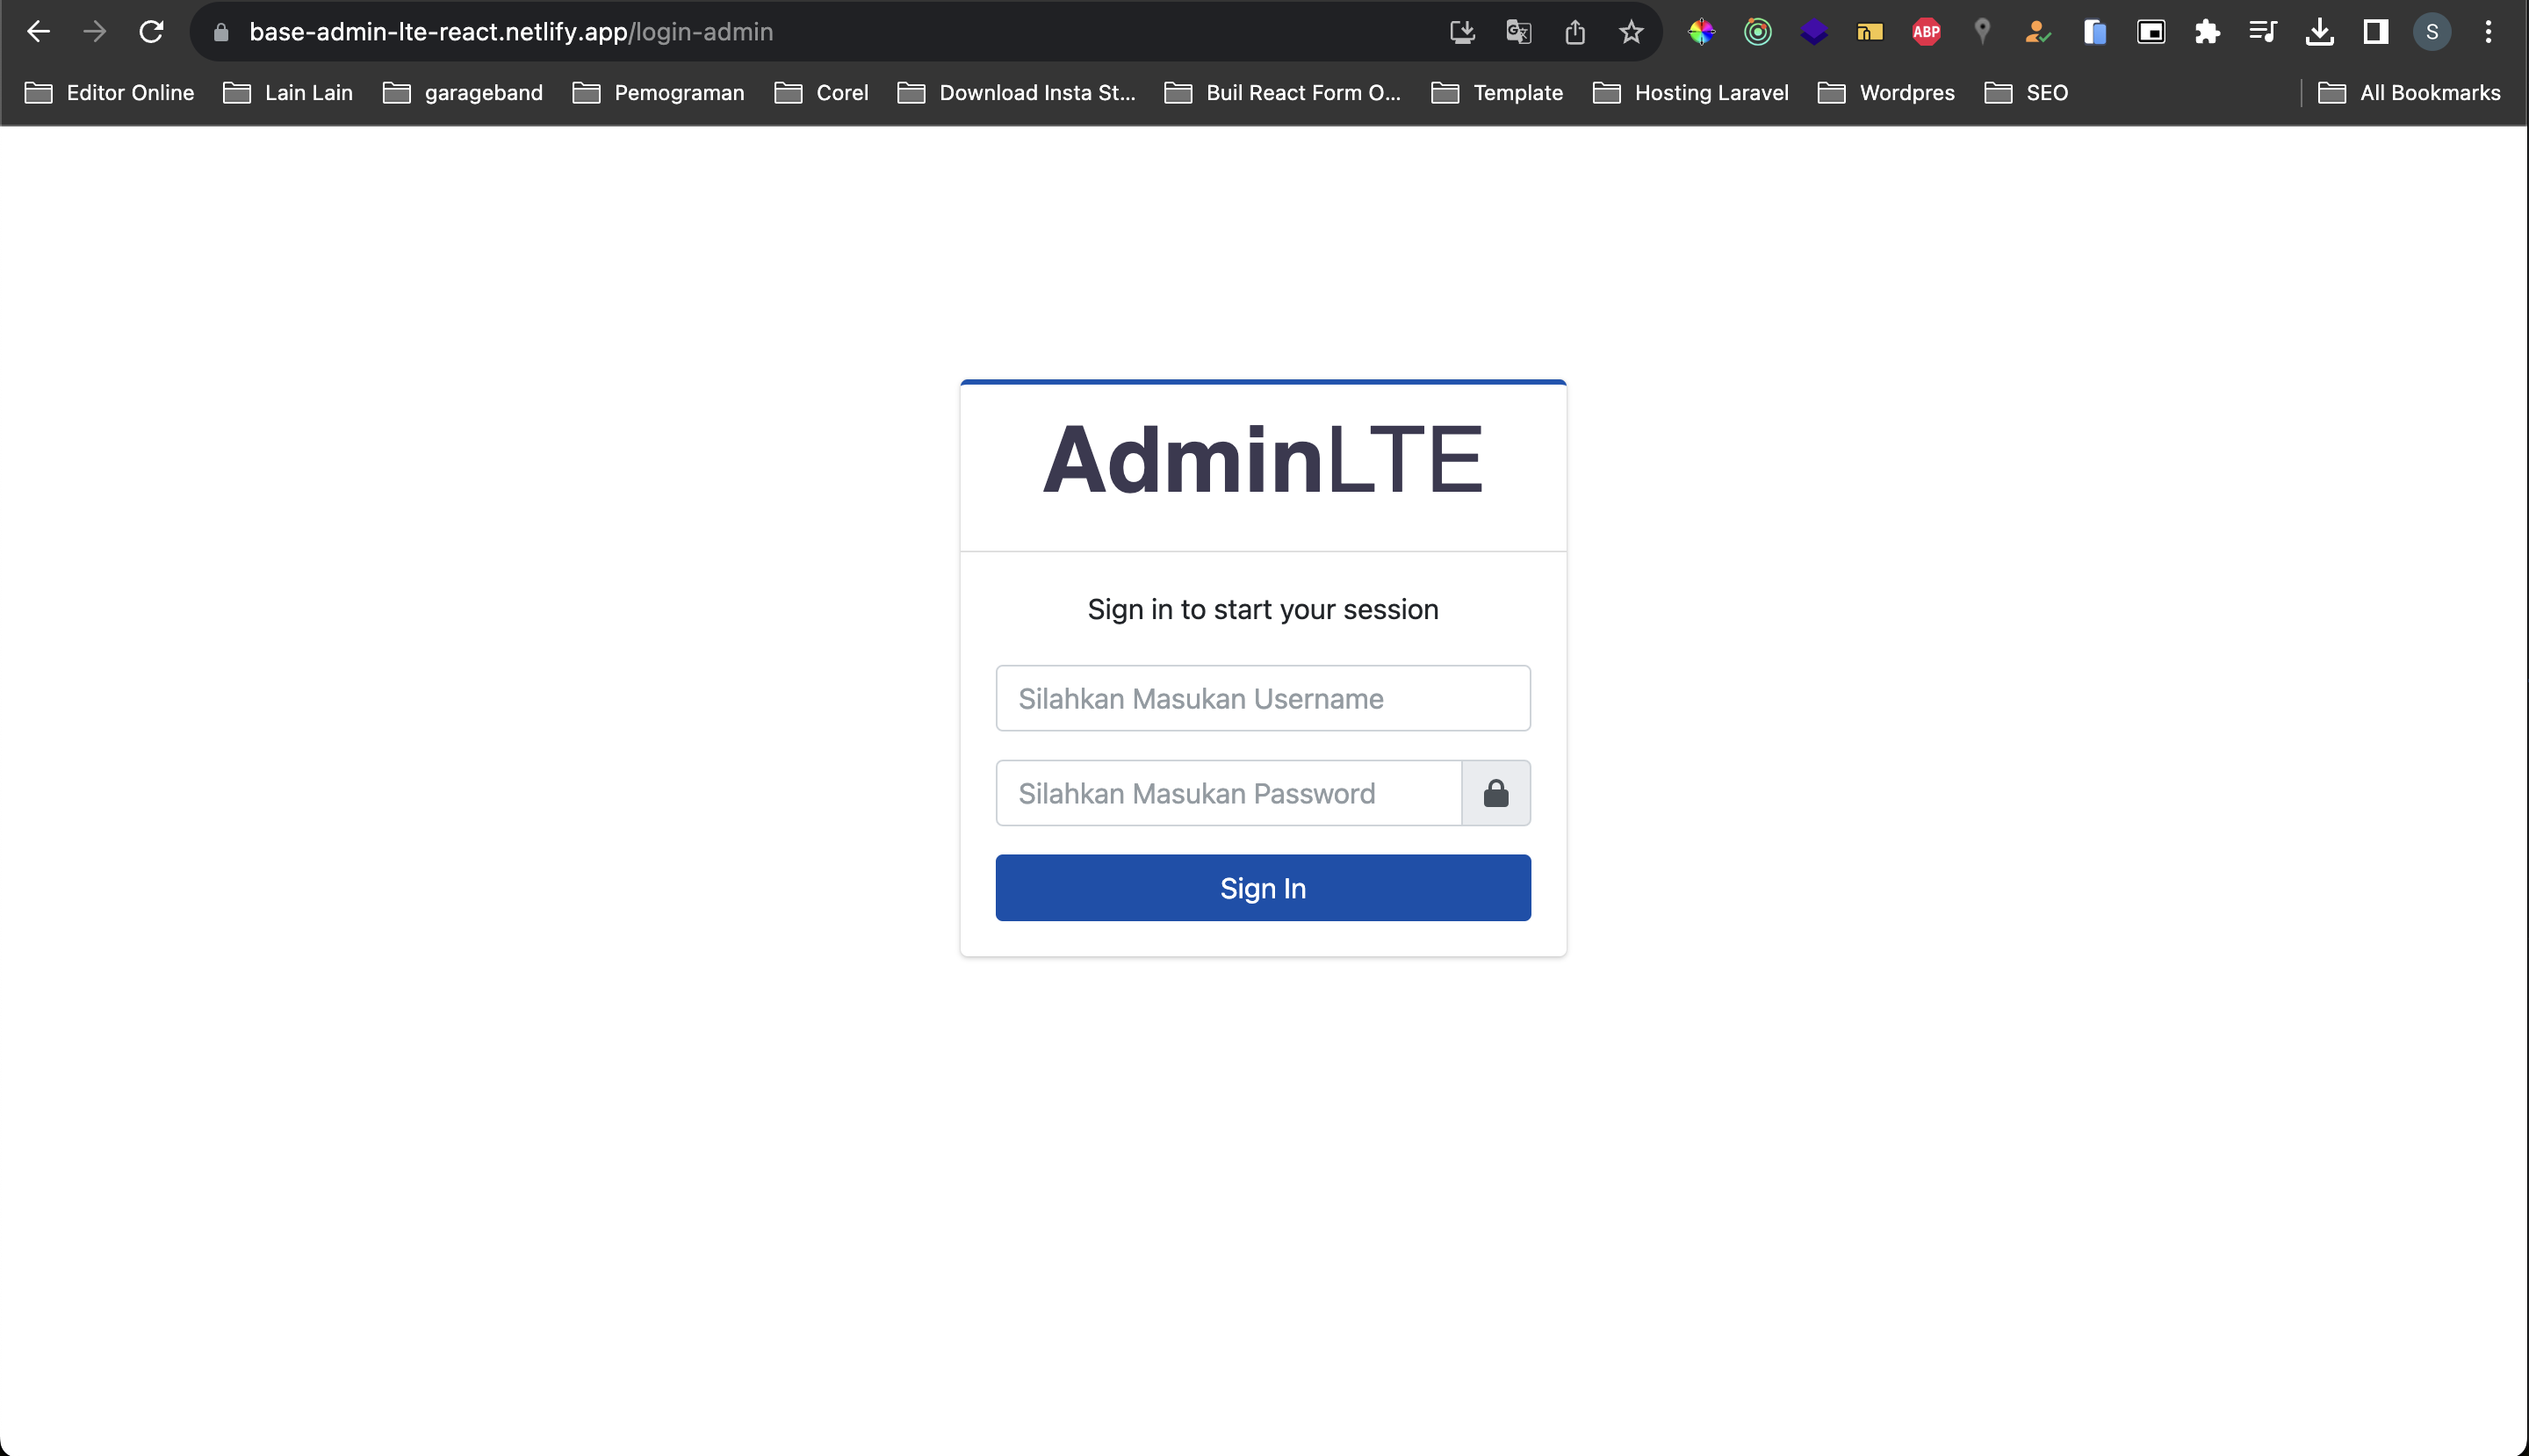 base-admin-lte-react.netlify.app/login-admin
ABP
S
Editor Online Lain Lain garageband Pemograman Corel Download Insta St... Buil React Form O... Template Hosting Laravel Wordpres SEO All Bookmarks
AdminLTE
Sign in to start your session
Silahkan Masukan Username
Silahkan Masukan Password
Sign In